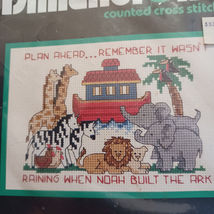 counted cross stitch
PLAN AHEAD...REMEMBER IT WASN'T
RAINING WHEN NOAH BUILT THE ARK